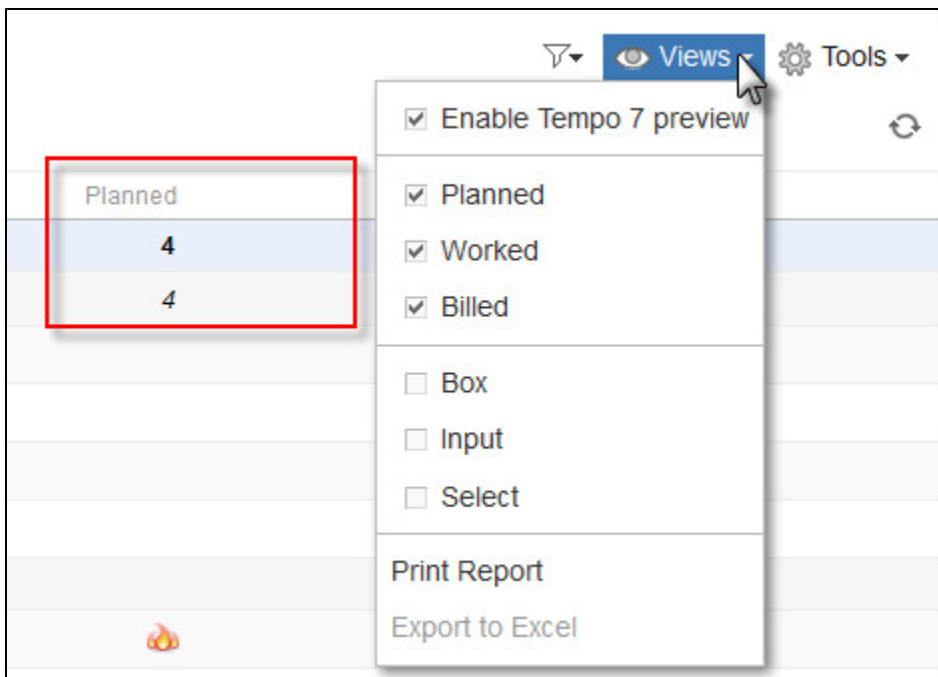 Views
Tools
Enable Tempo 7 preview
Planned
4
4
Planned
Worked
Billed
Box
Input
Select
Print Report
Export to Excel